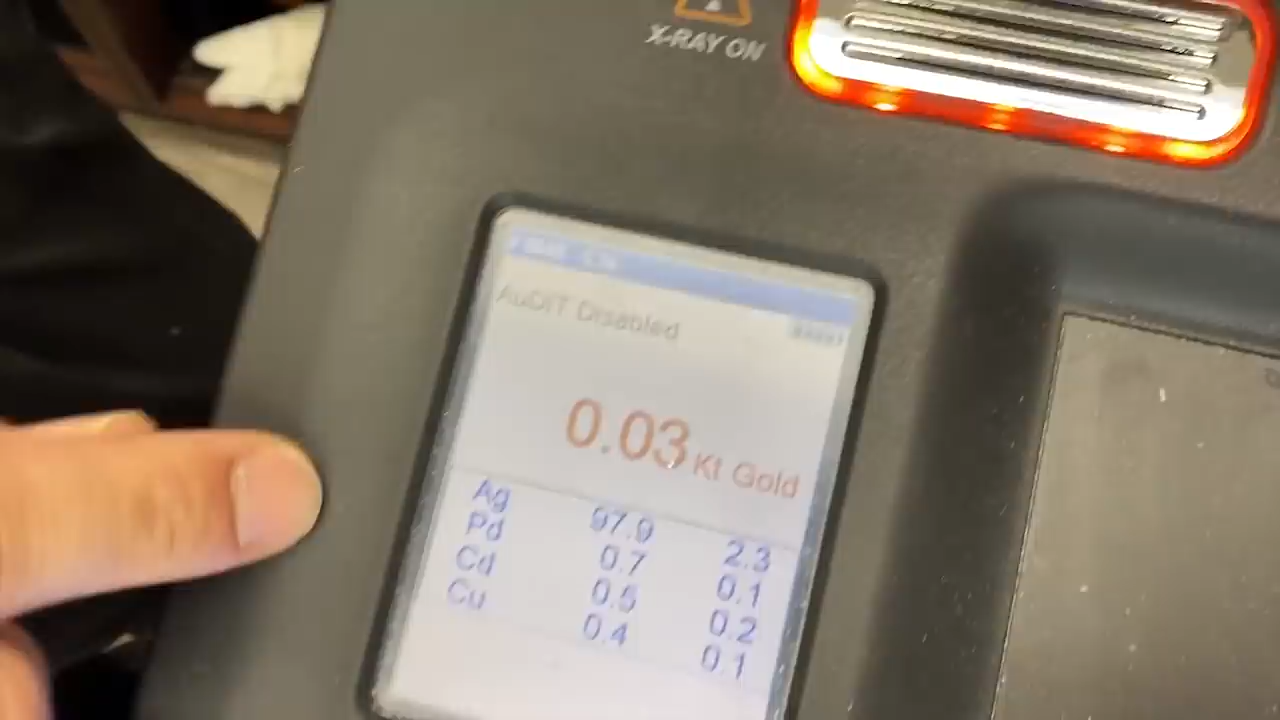 X-RAY ON
AuDIT Disabled
0.03 Kt Gold
Ag 97.9 2.3
Pd 0.7 0.1
Cd 0.5 0.2
Cu 0.4 0.1